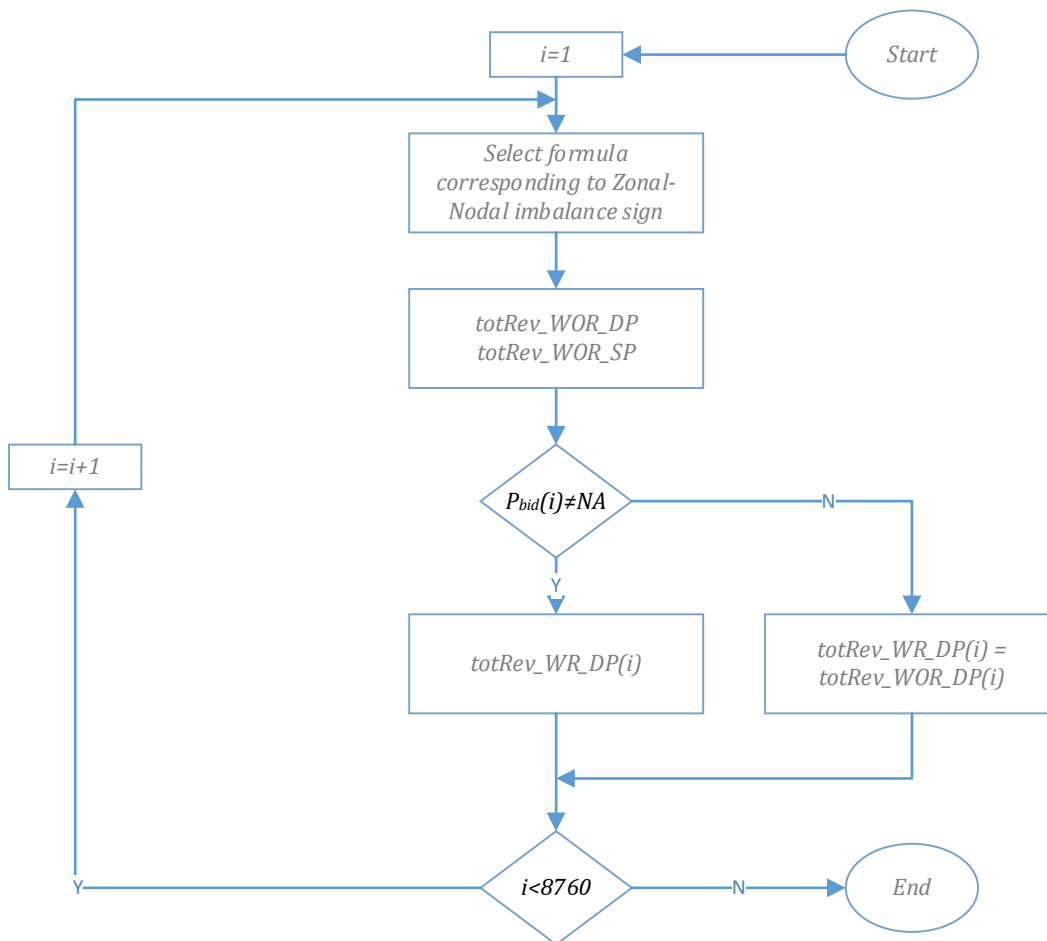 Start
i=1
Select formula
corresponding to Zonal-
Nodal imbalance sign
totRev_WOR_DP
totRev_WOR_SP
i=i+1
Pbid(i)≠NA
N
Y
totRev_WR_DP(i)
totRev_WR_DP(i) =
totRev_WOR_DP(i)
Y
i<8760
N
End